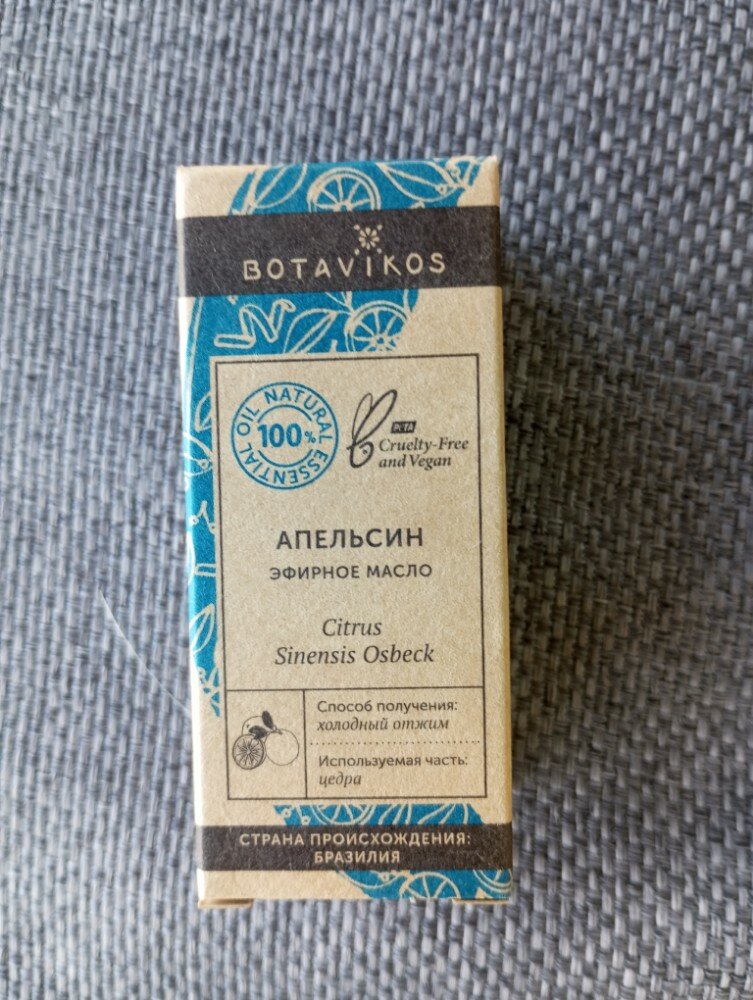 BOTAVIKOS
100% NATURAL ESSENTIAL OIL
PETA
Cruelty-Free
and Vegan
АПЕЛЬСИН
ЭФИРНОЕ МАСЛО
Citrus
Sinensis Osbeck
Способ получения:
холодный отжим
Используемая часть:
цедра
СТРАНА ПРОИСХОЖДЕНИЯ:
БРАЗИЛИЯ